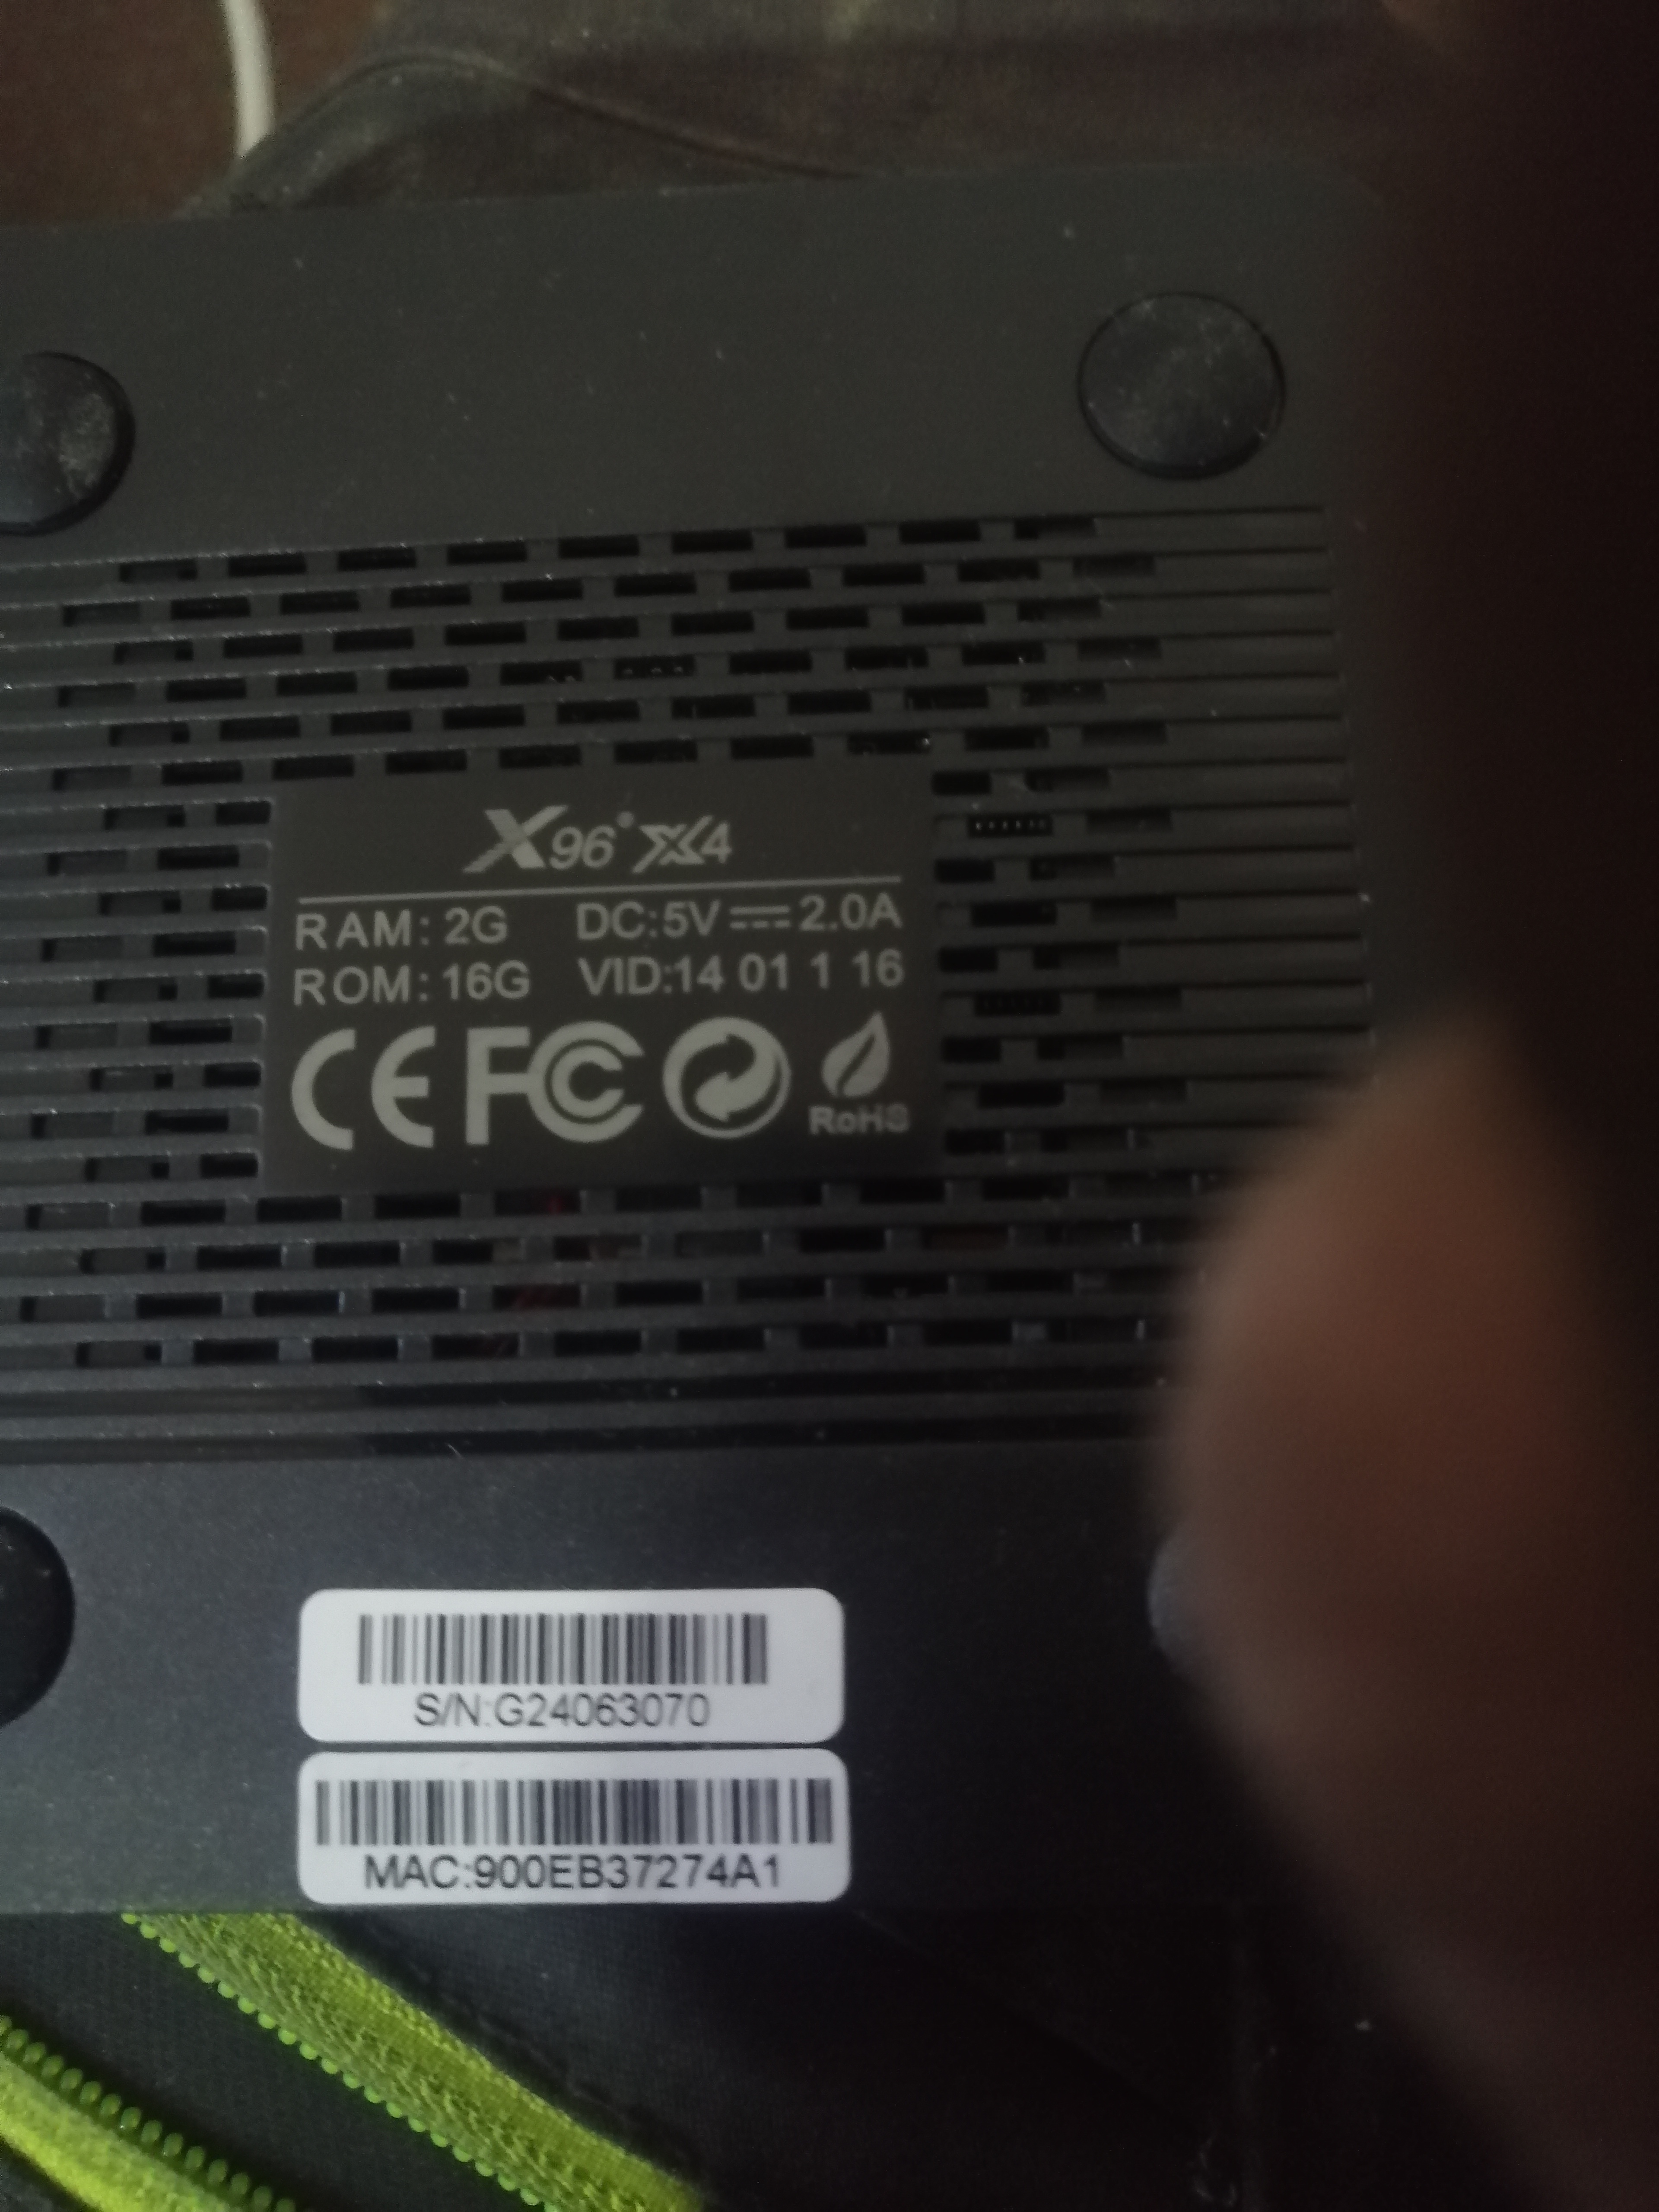 X96 X4
RAM: 2G DC:5V⎓2.0A
ROM: 16G VID:14 01 1 16
CE FC
RoHS
S/N:G24063070
MAC:900EB37274A1